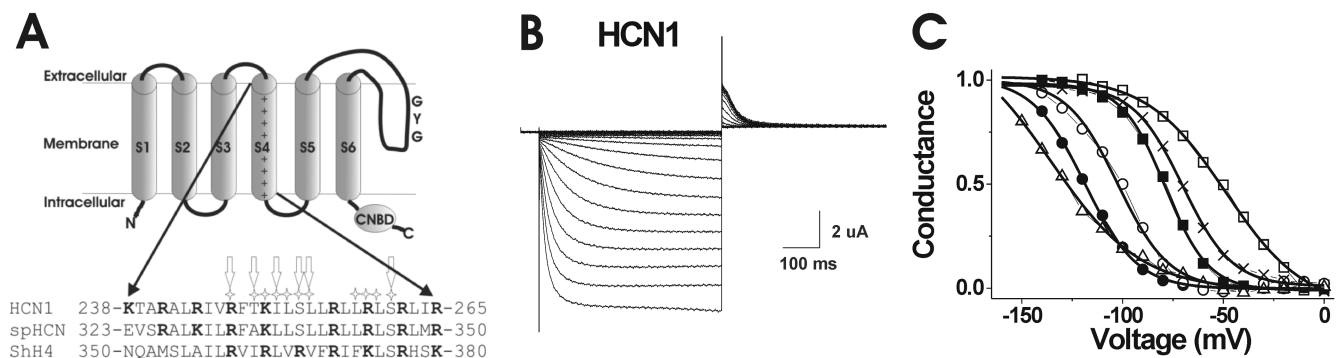 A
Extracellular
Membrane
Intracellular
S1
S2
S3
S4
S5
S6
+
+
+
+
+
+
+
+
+
G
Y
G
N
CNBD
C
HCN1 238-KTARALRIVRFTKILSLLRLLRLSRLIR-265
spHCN 323-EVSRALKILRFAKLLSLLRLLRLSRLMR-350
ShH4 350-NQAMSLAILRVIRLVRVFRIFKLSRHSK-380
B
HCN1
2 uA
100 ms
C
Conductance
1.0
0.5
0.0
-150
-100
-50
0
Voltage (mV)